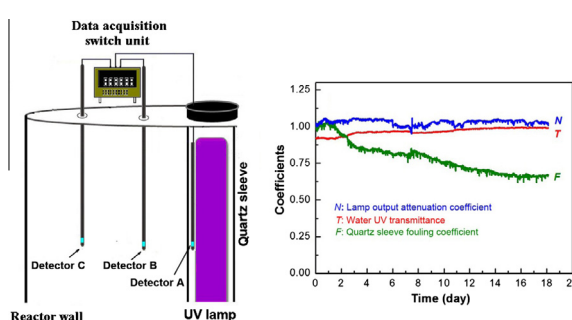 Data acquisition
switch unit
Quartz sleeve
Detector C
Detector B
Detector A
Reactor wall
UV lamp
Coefficients
1.25
1.00
0.75
0.50
0.25
0.00
N
T
F
N: Lamp output attenuation coefficient
T: Water UV transmittance
F: Quartz sleeve fouling coefficient
0 2 4 6 8 10 12 14 16 18 2
Time (day)